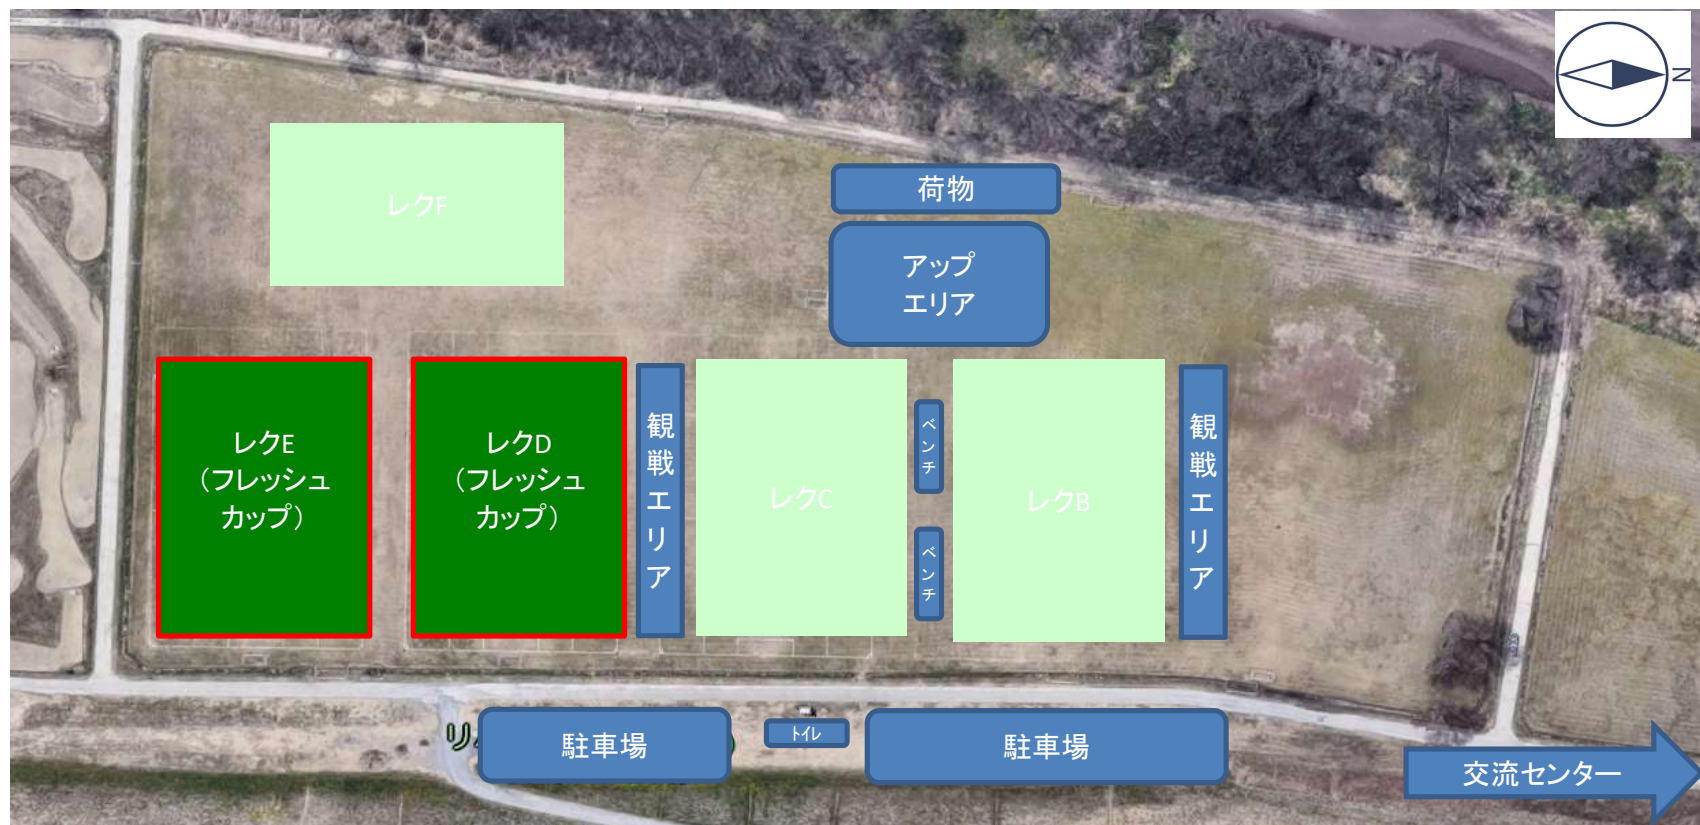 N
荷物
レクF
アップ
エリア
レクE
(フレッシュ
カップ)
レクD
(フレッシュ
カップ)
観戦エリア
レクC
ベンチ
ベンチ
レクB
観戦エリア
リ
駐車場
トイレ
駐車場
交流センター